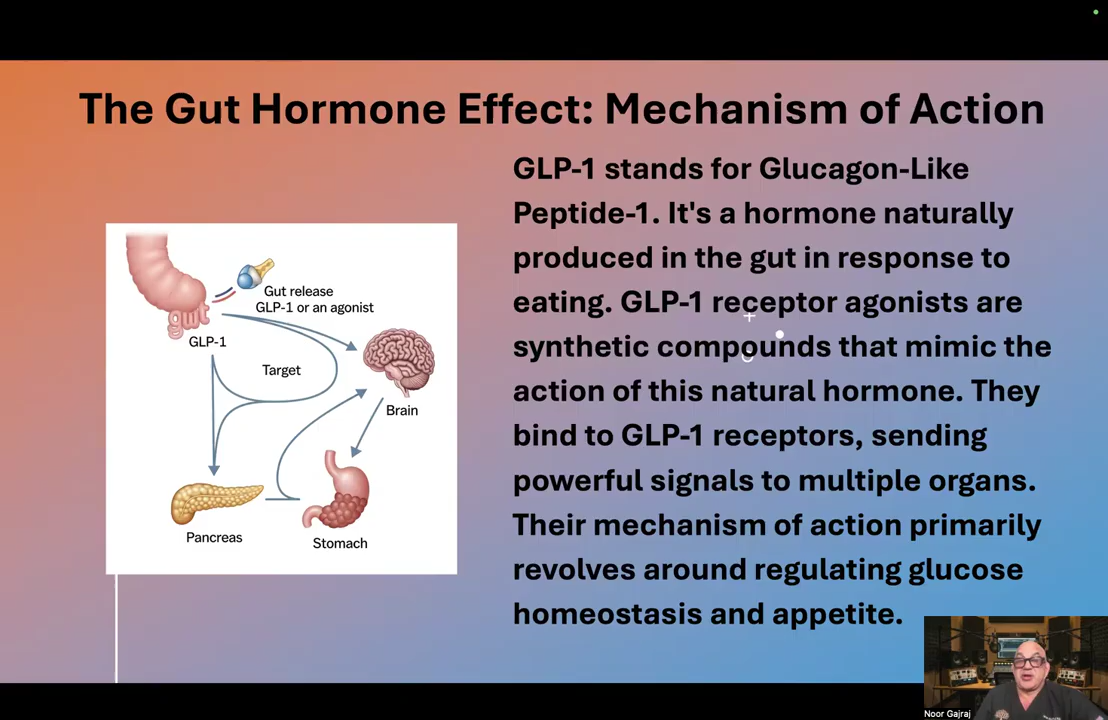 The Gut Hormone Effect: Mechanism of Action
GLP-1 stands for Glucagon-Like
Peptide-1. It's a hormone naturally
produced in the gut in response to
eating. GLP-1 receptor agonists are
synthetic compounds that mimic the
action of this natural hormone. They
bind to GLP-1 receptors, sending
powerful signals to multiple organs.
Their mechanism of action primarily
revolves around regulating glucose
homeostasis and appetite.
Gut release
GLP-1 or an agonist
GLP-1
Target
Brain
Pancreas
Stomach
Noor Gajraj